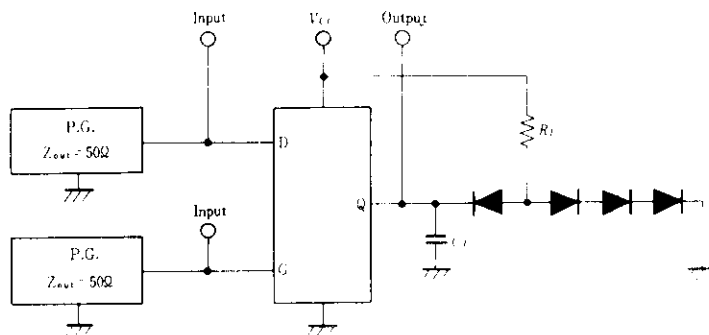 Input
Vcc
Output
P.G.
Zout = 50Ω
D
RL
Input
Q
P.G.
Zout = 50Ω
G
CL